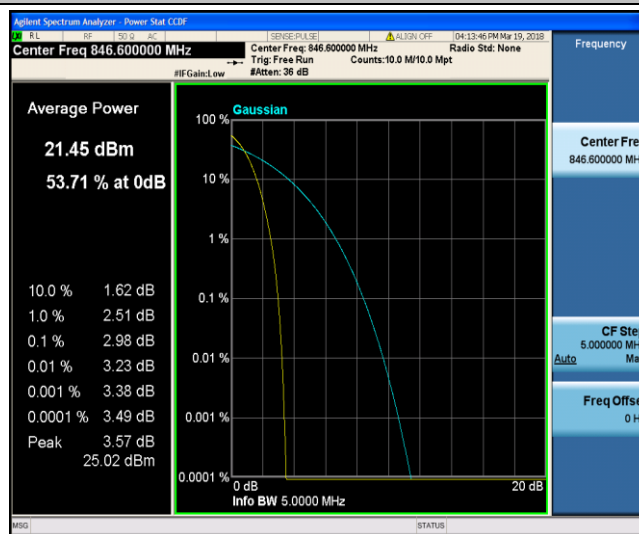 Agilent Spectrum Analyzer - Power Stat CCDF
RL RF 50 Ω AC SENSE:PULSE ALIGN OFF 04:13:46 PM Mar 19, 2018
Center Freq 846.600000 MHz
Center Freq: 846.600000 MHz Radio Std: None
Trig: Free Run Counts:10.0 M/10.0 Mpt
#IFGain:Low #Atten: 36 dB
Frequency
Average Power
21.45 dBm
53.71 % at 0dB
10.0 % 1.62 dB
1.0 % 2.51 dB
0.1 % 2.98 dB
0.01 % 3.23 dB
0.001 % 3.38 dB
0.0001 % 3.49 dB
Peak 3.57 dB
25.02 dBm
Gaussian
100 %
10 %
1 %
0.1 %
0.01 %
0.001 %
0.0001 %
0 dB 20 dB
Info BW 5.0000 MHz
Center Fre
846.600000 MH
CF Ste
5.000000 MH
Auto Ma
Freq Offse
0 H
MSG STATUS